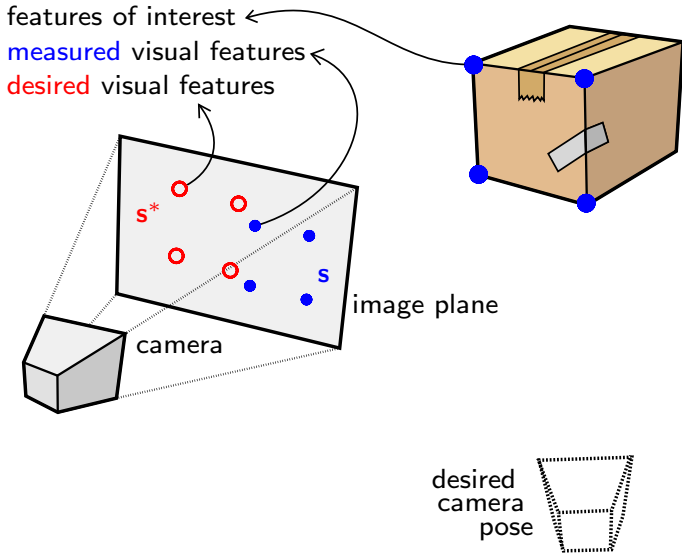 features of interest
measured visual features
desired visual features
s*
s
image plane
camera
desired
camera
pose